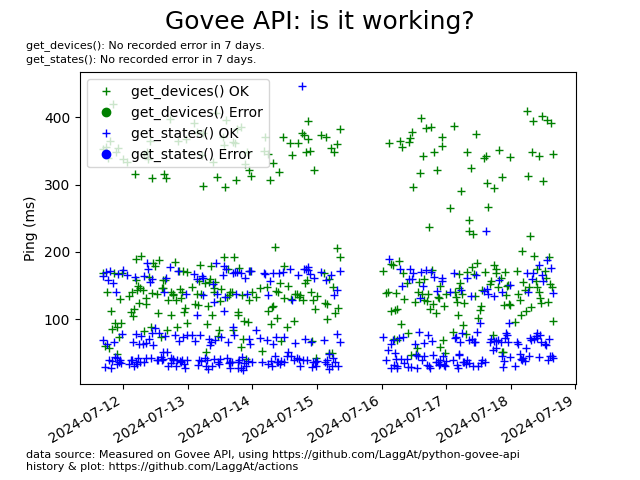 Govee API: is it working?
get_devices(): No recorded error in 7 days.
get_states(): No recorded error in 7 days.
get_devices() OK
get_devices() Error
get_states() OK
get_states() Error
Ping (ms)
400
300
200
100
2024-07-12
2024-07-13
2024-07-14
2024-07-15
2024-07-16
2024-07-17
2024-07-18
2024-07-19
data source: Measured on Govee API, using https://github.com/LaggAt/python-govee-api
history & plot: https://github.com/LaggAt/actions